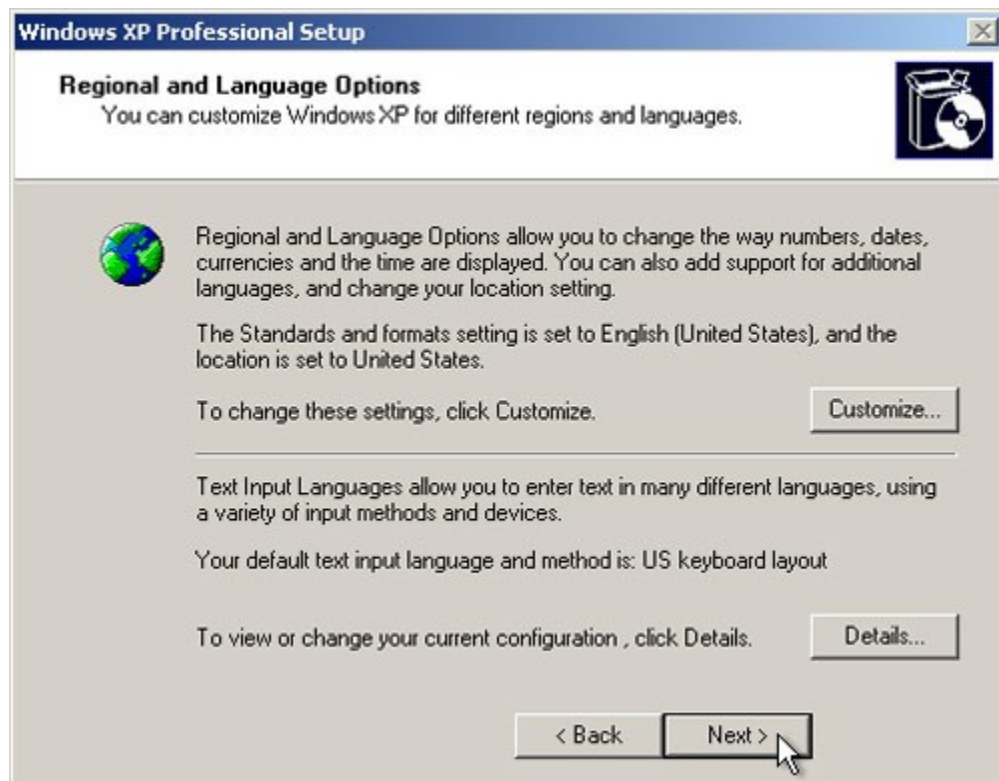 Windows XP Professional Setup
Regional and Language Options
You can customize Windows XP for different regions and languages.
Regional and Language Options allow you to change the way numbers, dates,
currencies and the time are displayed. You can also add support for additional
languages, and change your location setting.
The Standards and formats setting is set to English (United States), and the
location is set to United States.
To change these settings, click Customize.
Customize...
Text Input Languages allow you to enter text in many different languages, using
a variety of input methods and devices.
Your default text input language and method is: US keyboard layout
To view or change your current configuration , click Details.
Details...
< Back
Next >